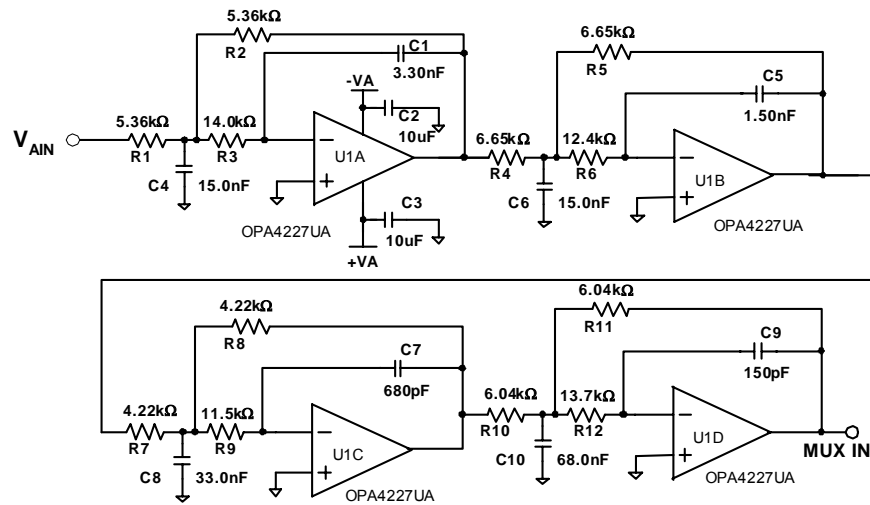 5.36kΩ
R2
C1
3.30nF
-VA
C2
10uF
V AIN
5.36kΩ
R1
14.0kΩ
R3
C4
15.0nF
U1A
C3
10uF
+VA
OPA4227UA
6.65kΩ
R5
C5
1.50nF
6.65kΩ
R4
12.4kΩ
R6
C6
15.0nF
U1B
OPA4227UA
4.22kΩ
R8
C7
680pF
4.22kΩ
R7
11.5kΩ
R9
C8
33.0nF
U1C
OPA4227UA
6.04kΩ
R11
C9
150pF
6.04kΩ
R10
13.7kΩ
R12
C10
68.0nF
U1D
OPA4227UA
MUX IN